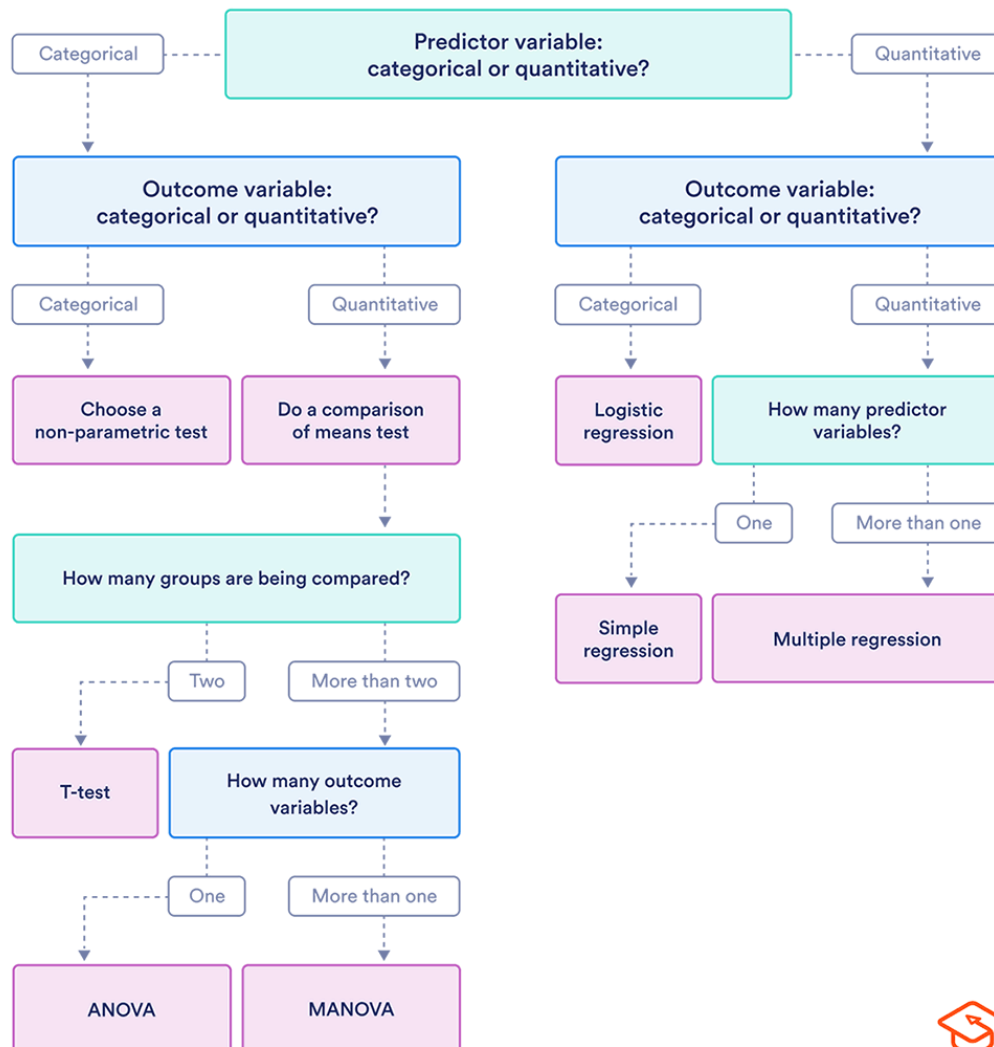 Predictor variable:
categorical or quantitative?
Categorical
Quantitative
Outcome variable:
categorical or quantitative?
Outcome variable:
categorical or quantitative?
Categorical
Quantitative
Categorical
Quantitative
Choose a
non-parametric test
Do a comparison
of means test
Logistic
regression
How many predictor
variables?
One
More than one
How many groups are being compared?
Simple
regression
Multiple regression
Two
More than two
T-test
How many outcome
variables?
One
More than one
ANOVA
MANOVA